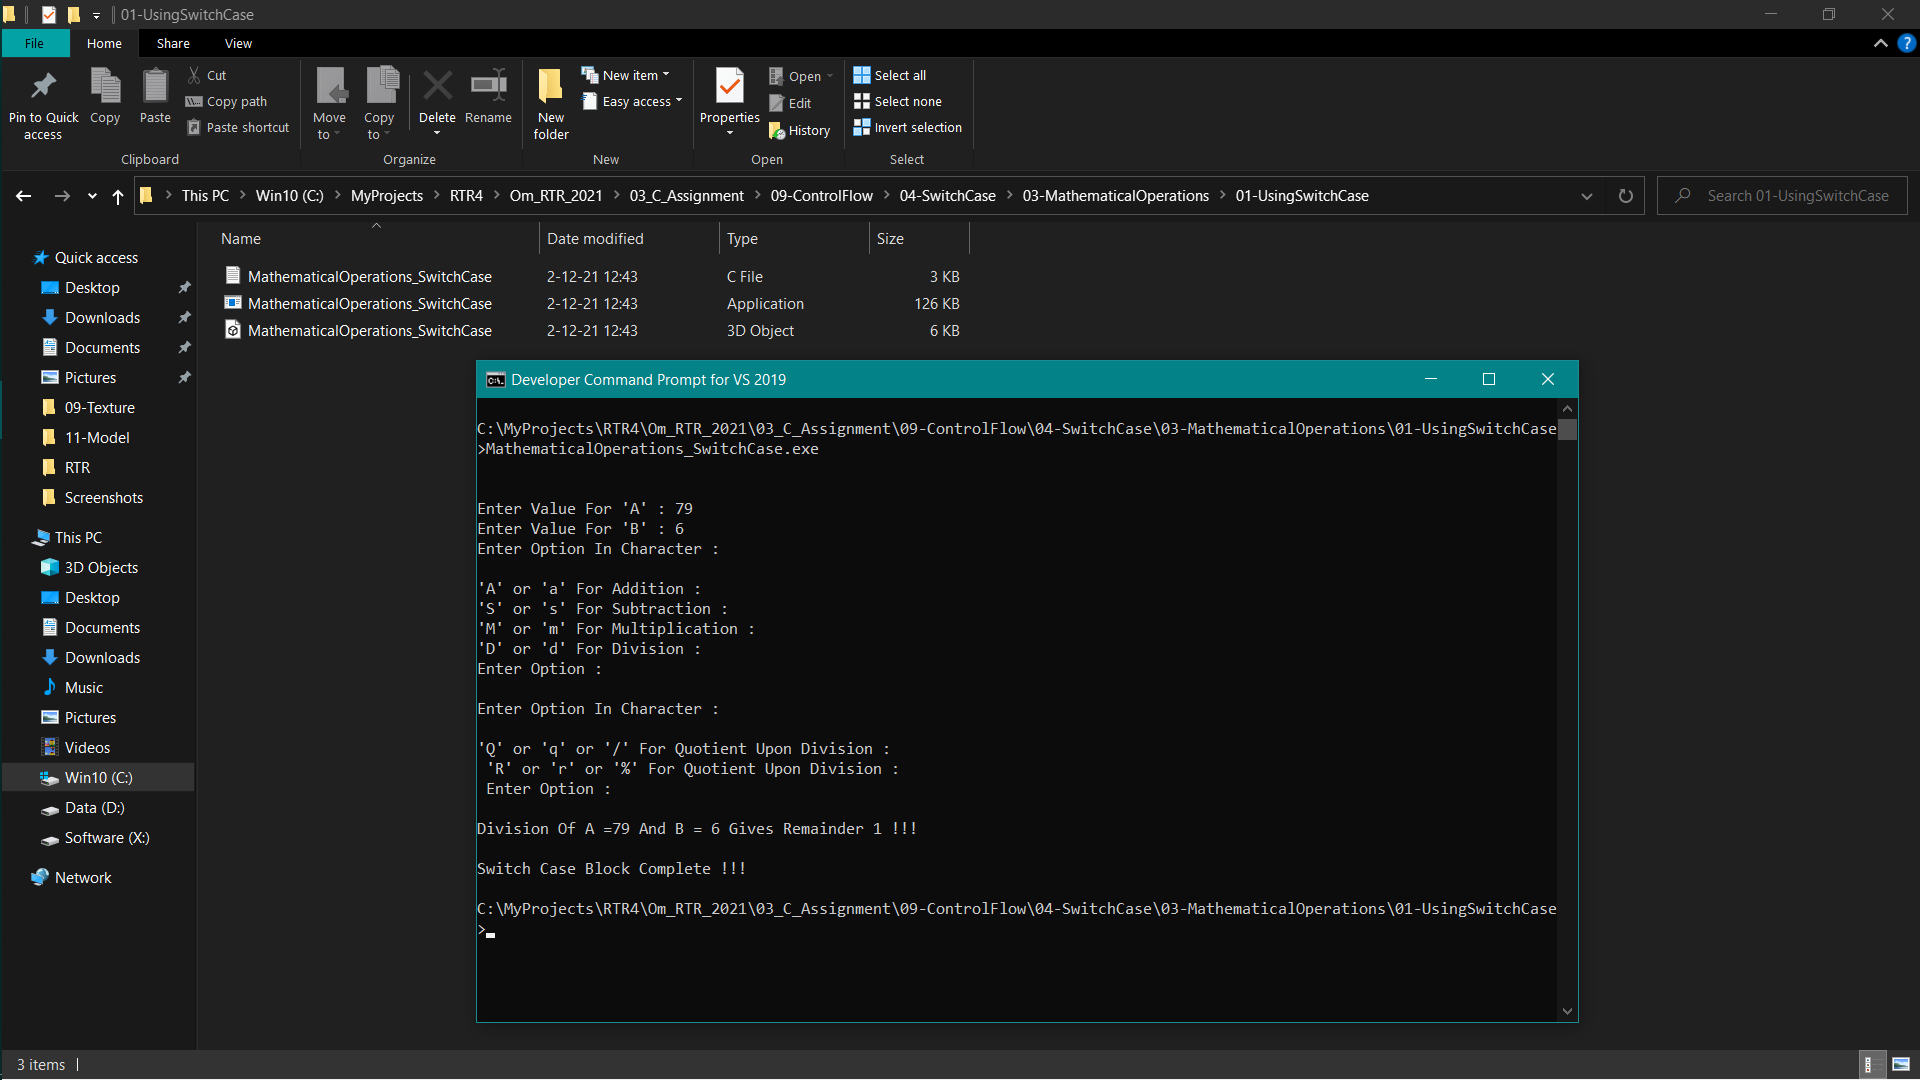 01-UsingSwitchCase
File Home Share View
Pin to Quick access
Copy
Paste
Cut
Copy path
Paste shortcut
Clipboard
Move to
Copy to
Delete
Rename
Organize
New folder
New item
Easy access
New
Properties
Open
Edit
History
Open
Select all
Select none
Invert selection
Select
This PC > Win10 (C:) > MyProjects > RTR4 > Om_RTR_2021 > 03_C_Assignment > 09-ControlFlow > 04-SwitchCase > 03-MathematicalOperations > 01-UsingSwitchCase
Search 01-UsingSwitchCase
Name Date modified Type Size
MathematicalOperations_SwitchCase 2-12-21 12:43 C File 3 KB
MathematicalOperations_SwitchCase 2-12-21 12:43 Application 126 KB
MathematicalOperations_SwitchCase 2-12-21 12:43 3D Object 6 KB
Quick access
Desktop
Downloads
Documents
Pictures
09-Texture
11-Model
RTR
Screenshots
This PC
3D Objects
Desktop
Documents
Downloads
Music
Pictures
Videos
Win10 (C:)
Data (D:)
Software (X:)
Network
Developer Command Prompt for VS 2019
C:\MyProjects\RTR4\Om_RTR_2021\03_C_Assignment\09-ControlFlow\04-SwitchCase\03-MathematicalOperations\01-UsingSwitchCase
>MathematicalOperations_SwitchCase.exe
Enter Value For 'A' : 79
Enter Value For 'B' : 6
Enter Option In Character :
'A' or 'a' For Addition :
'S' or 's' For Subtraction :
'M' or 'm' For Multiplication :
'D' or 'd' For Division :
Enter Option :
Enter Option In Character :
'Q' or 'q' or '/' For Quotient Upon Division :
'R' or 'r' or '%' For Quotient Upon Division :
Enter Option :
Division Of A =79 And B = 6 Gives Remainder 1 !!!
Switch Case Block Complete !!!
C:\MyProjects\RTR4\Om_RTR_2021\03_C_Assignment\09-ControlFlow\04-SwitchCase\03-MathematicalOperations\01-UsingSwitchCase
>
3 items